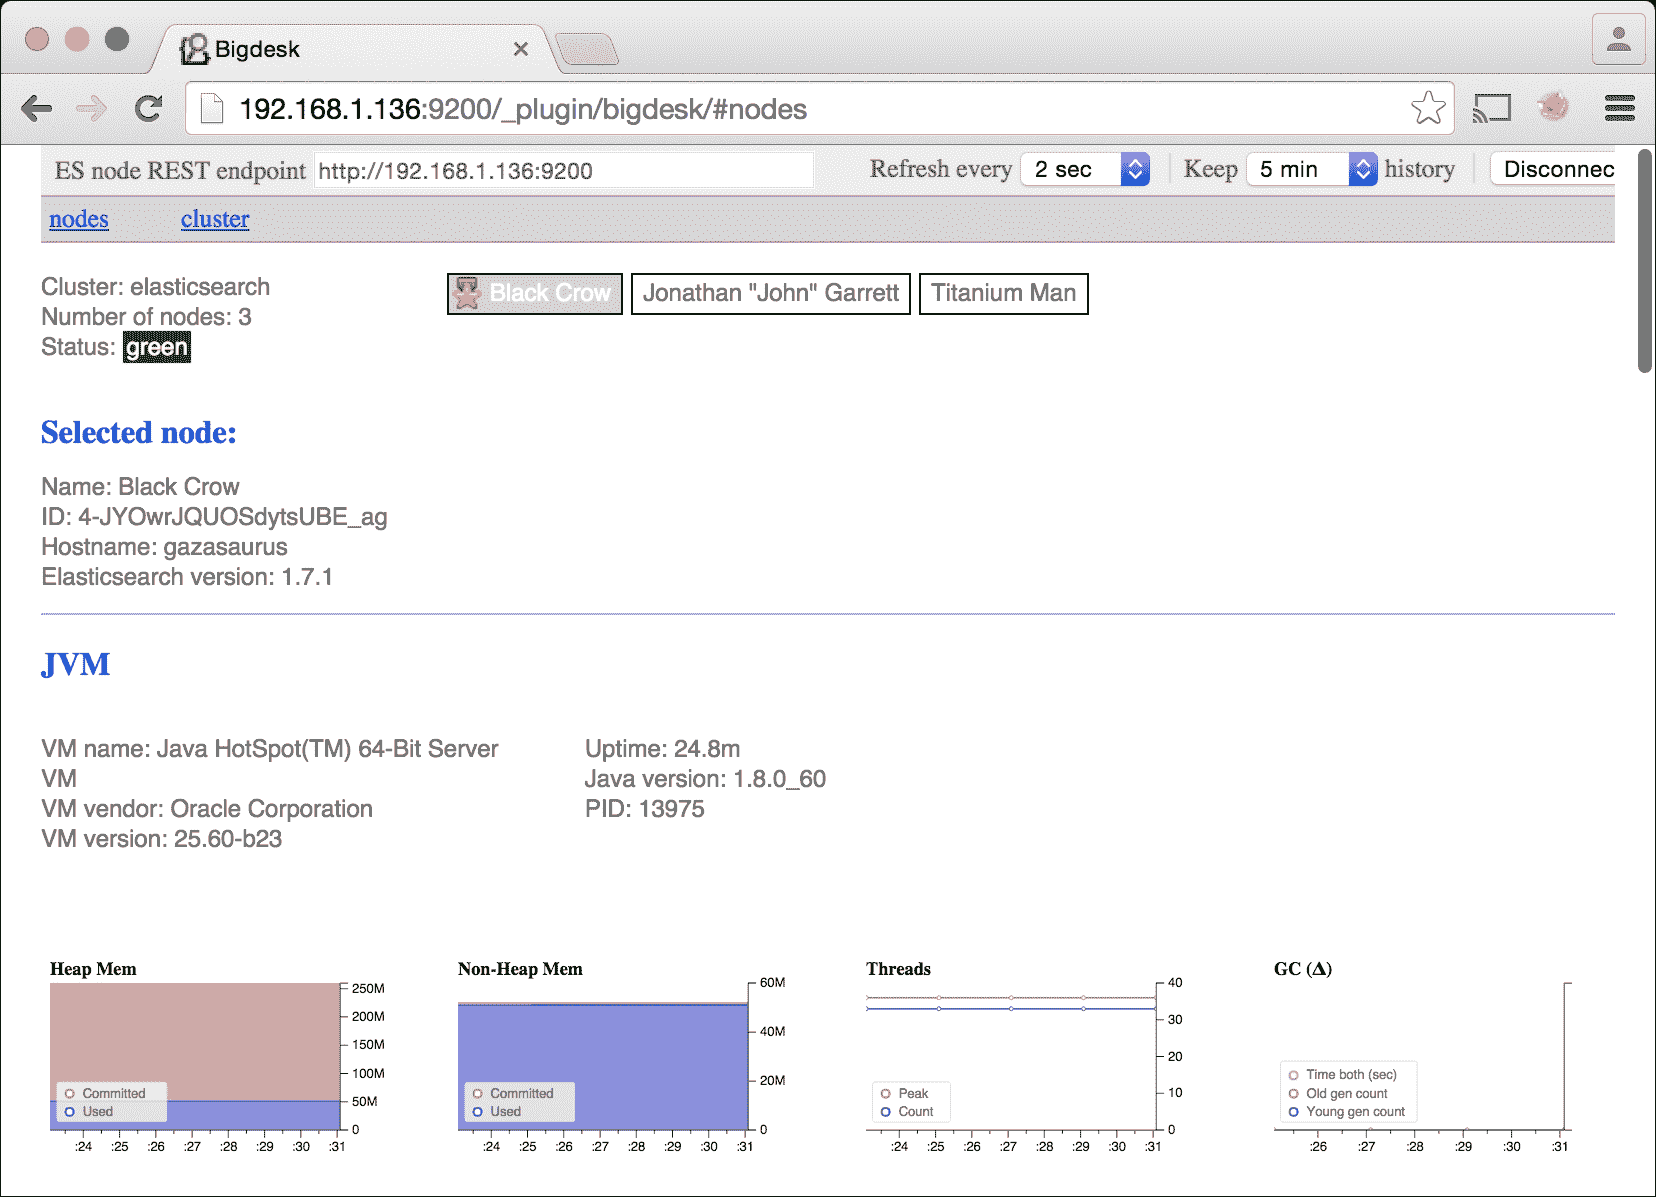 Bigdesk
192.168.1.136:9200/_plugin/bigdesk/#nodes
ES node REST endpoint http://192.168.1.136:9200 Refresh every 2 sec Keep 5 min history Disconnec
nodes cluster
Cluster: elasticsearch
Number of nodes: 3
Status: green
Black Crow Jonathan "John" Garrett Titanium Man
Selected node:
Name: Black Crow
ID: 4-JYOwrJQUOSdytsUBE_ag
Hostname: gazasaurus
Elasticsearch version: 1.7.1
JVM
VM name: Java HotSpot(TM) 64-Bit Server
VM
VM vendor: Oracle Corporation
VM version: 25.60-b23
Uptime: 24.8m
Java version: 1.8.0_60
PID: 13975
Heap Mem
250M
200M
150M
100M
50M
0
Committed
Used
:24 :25 :26 :27 :28 :29 :30 :31
Non-Heap Mem
60M
40M
20M
0
Committed
Used
:24 :25 :26 :27 :28 :29 :30 :31
Threads
40
30
20
10
0
Peak
Count
:24 :25 :26 :27 :28 :29 :30 :31
GC (Δ)
Time both (sec)
Old gen count
Young gen count
:26 :27 :28 :29 :30 :31